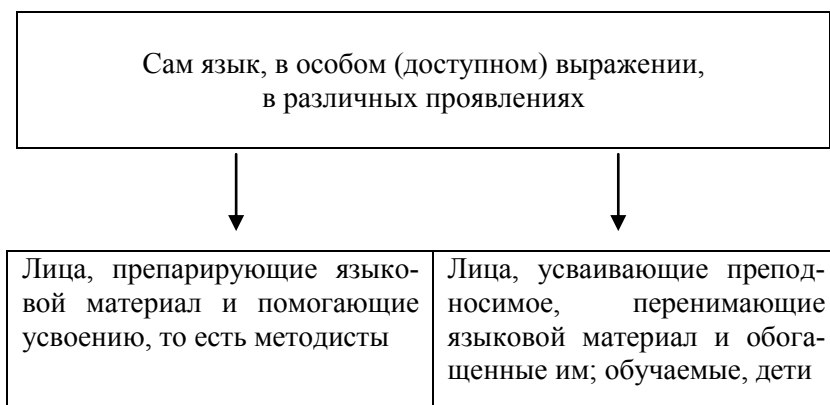 Сам язык, в особом (доступном) выражении,
в различных проявлениях
Лица, препарирующие языко-
вой материал и помогающие
усвоению, то есть методисты
Лица, усваивающие препод-
носимое, перенимающие
языковой материал и обога-
щенные им; обучаемые, дети